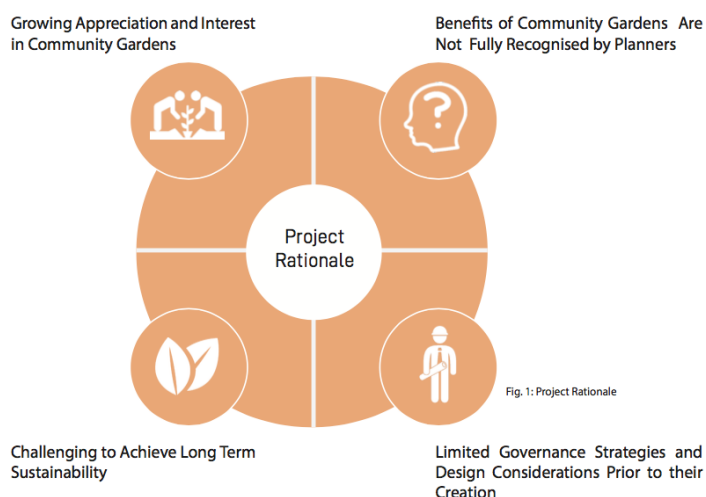 Growing Appreciation and Interest
in Community Gardens
Benefits of Community Gardens Are
Not Fully Recognised by Planners
?
Project
Rationale
Fig. 1: Project Rationale
Challenging to Achieve Long Term
Sustainability
Limited Governance Strategies and
Design Considerations Prior to their
Creation